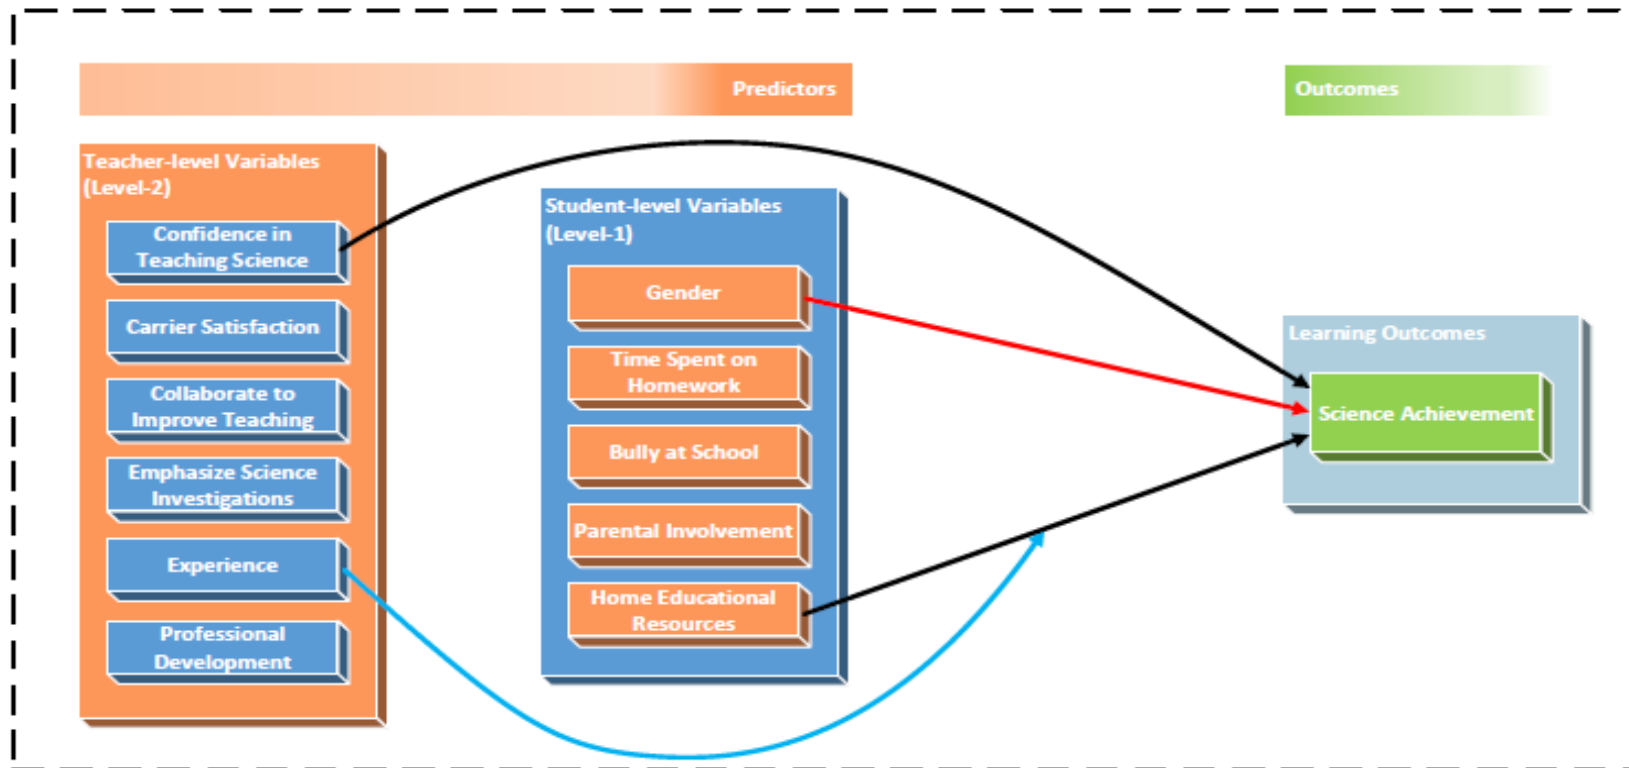 Predictors
Outcomes
Teacher-level Variables
(Level-2)
Confidence in
Teaching Science
Carrier Satisfaction
Collaborate to
Improve Teaching
Emphasize Science
Investigations
Experience
Professional
Development
Student-level Variables
(Level-1)
Gender
Time Spent on
Homework
Bully at School
Parental Involvement
Home Educational
Resources
Learning Outcomes
Science Achievement